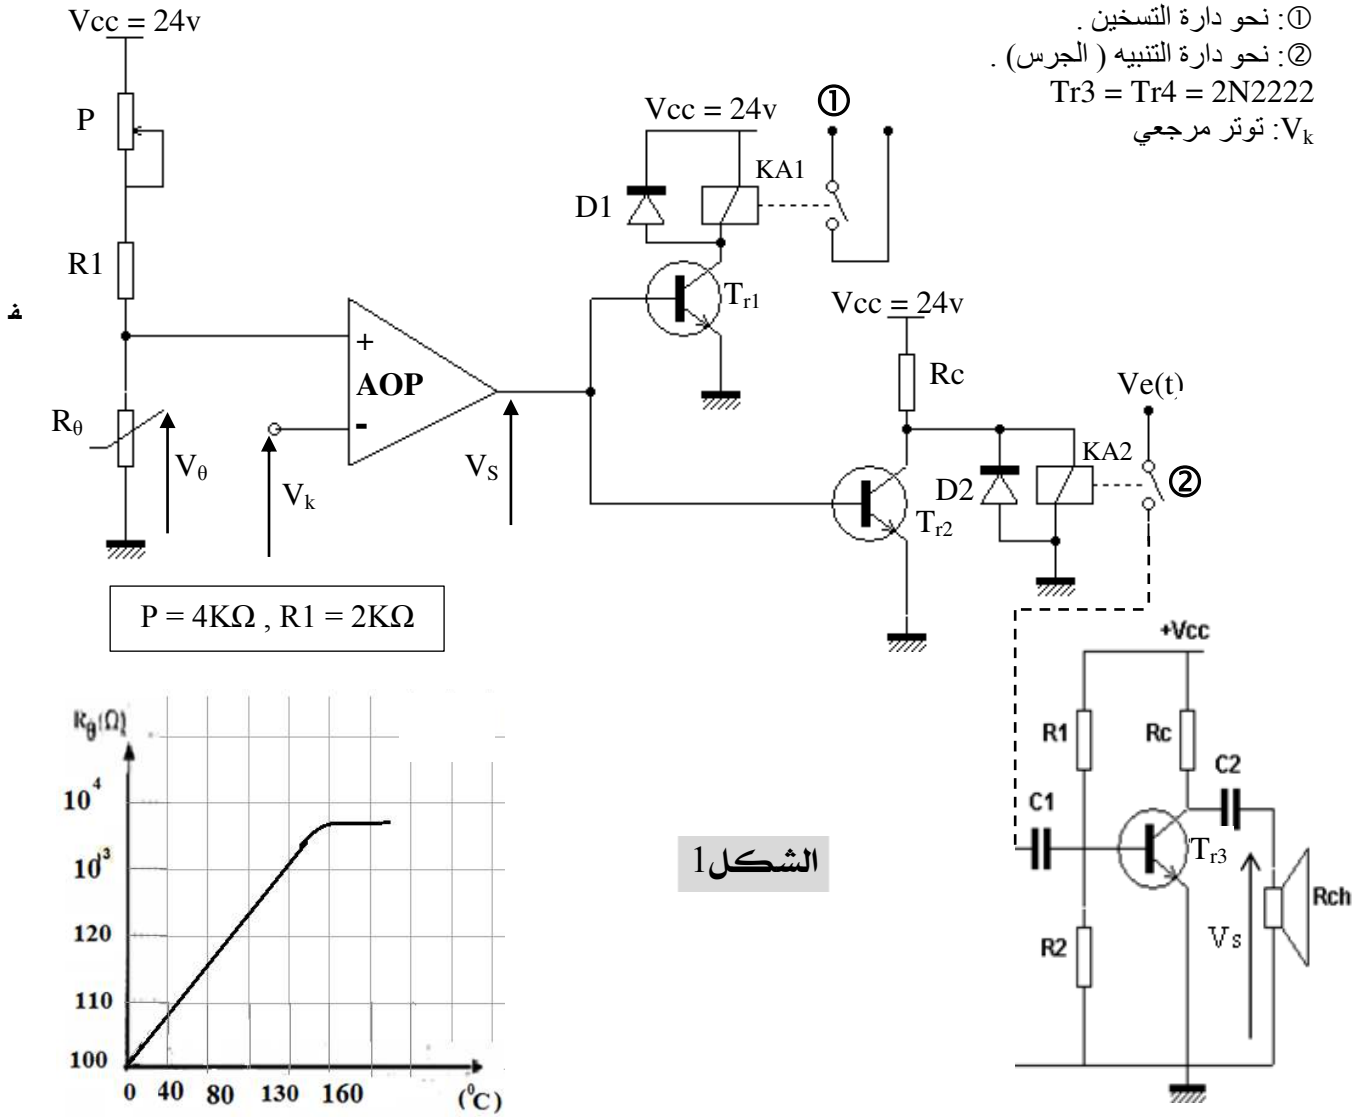 Vcc = 24v
①: نحو دارة التسخين .
②: نحو دارة التنبيه ( الجرس) .
Tr3 = Tr4 = 2N2222
Vk: توتر مرجعي
P
R1
Rθ
Vθ
Vk
+
AOP
-
VS
Vcc = 24v
①
KA1
D1
Tr1
Vcc = 24v
Rc
Ve(t)
KA2
D2
②
Tr2
P = 4KΩ , R1 = 2KΩ
+Vcc
R1
Rc
C2
C1
Tr3
Rch
R2
Vs
الشكل1
Rθ(Ω)
10⁴
10³
120
110
100
0 40 80 130 160 (⁰C)